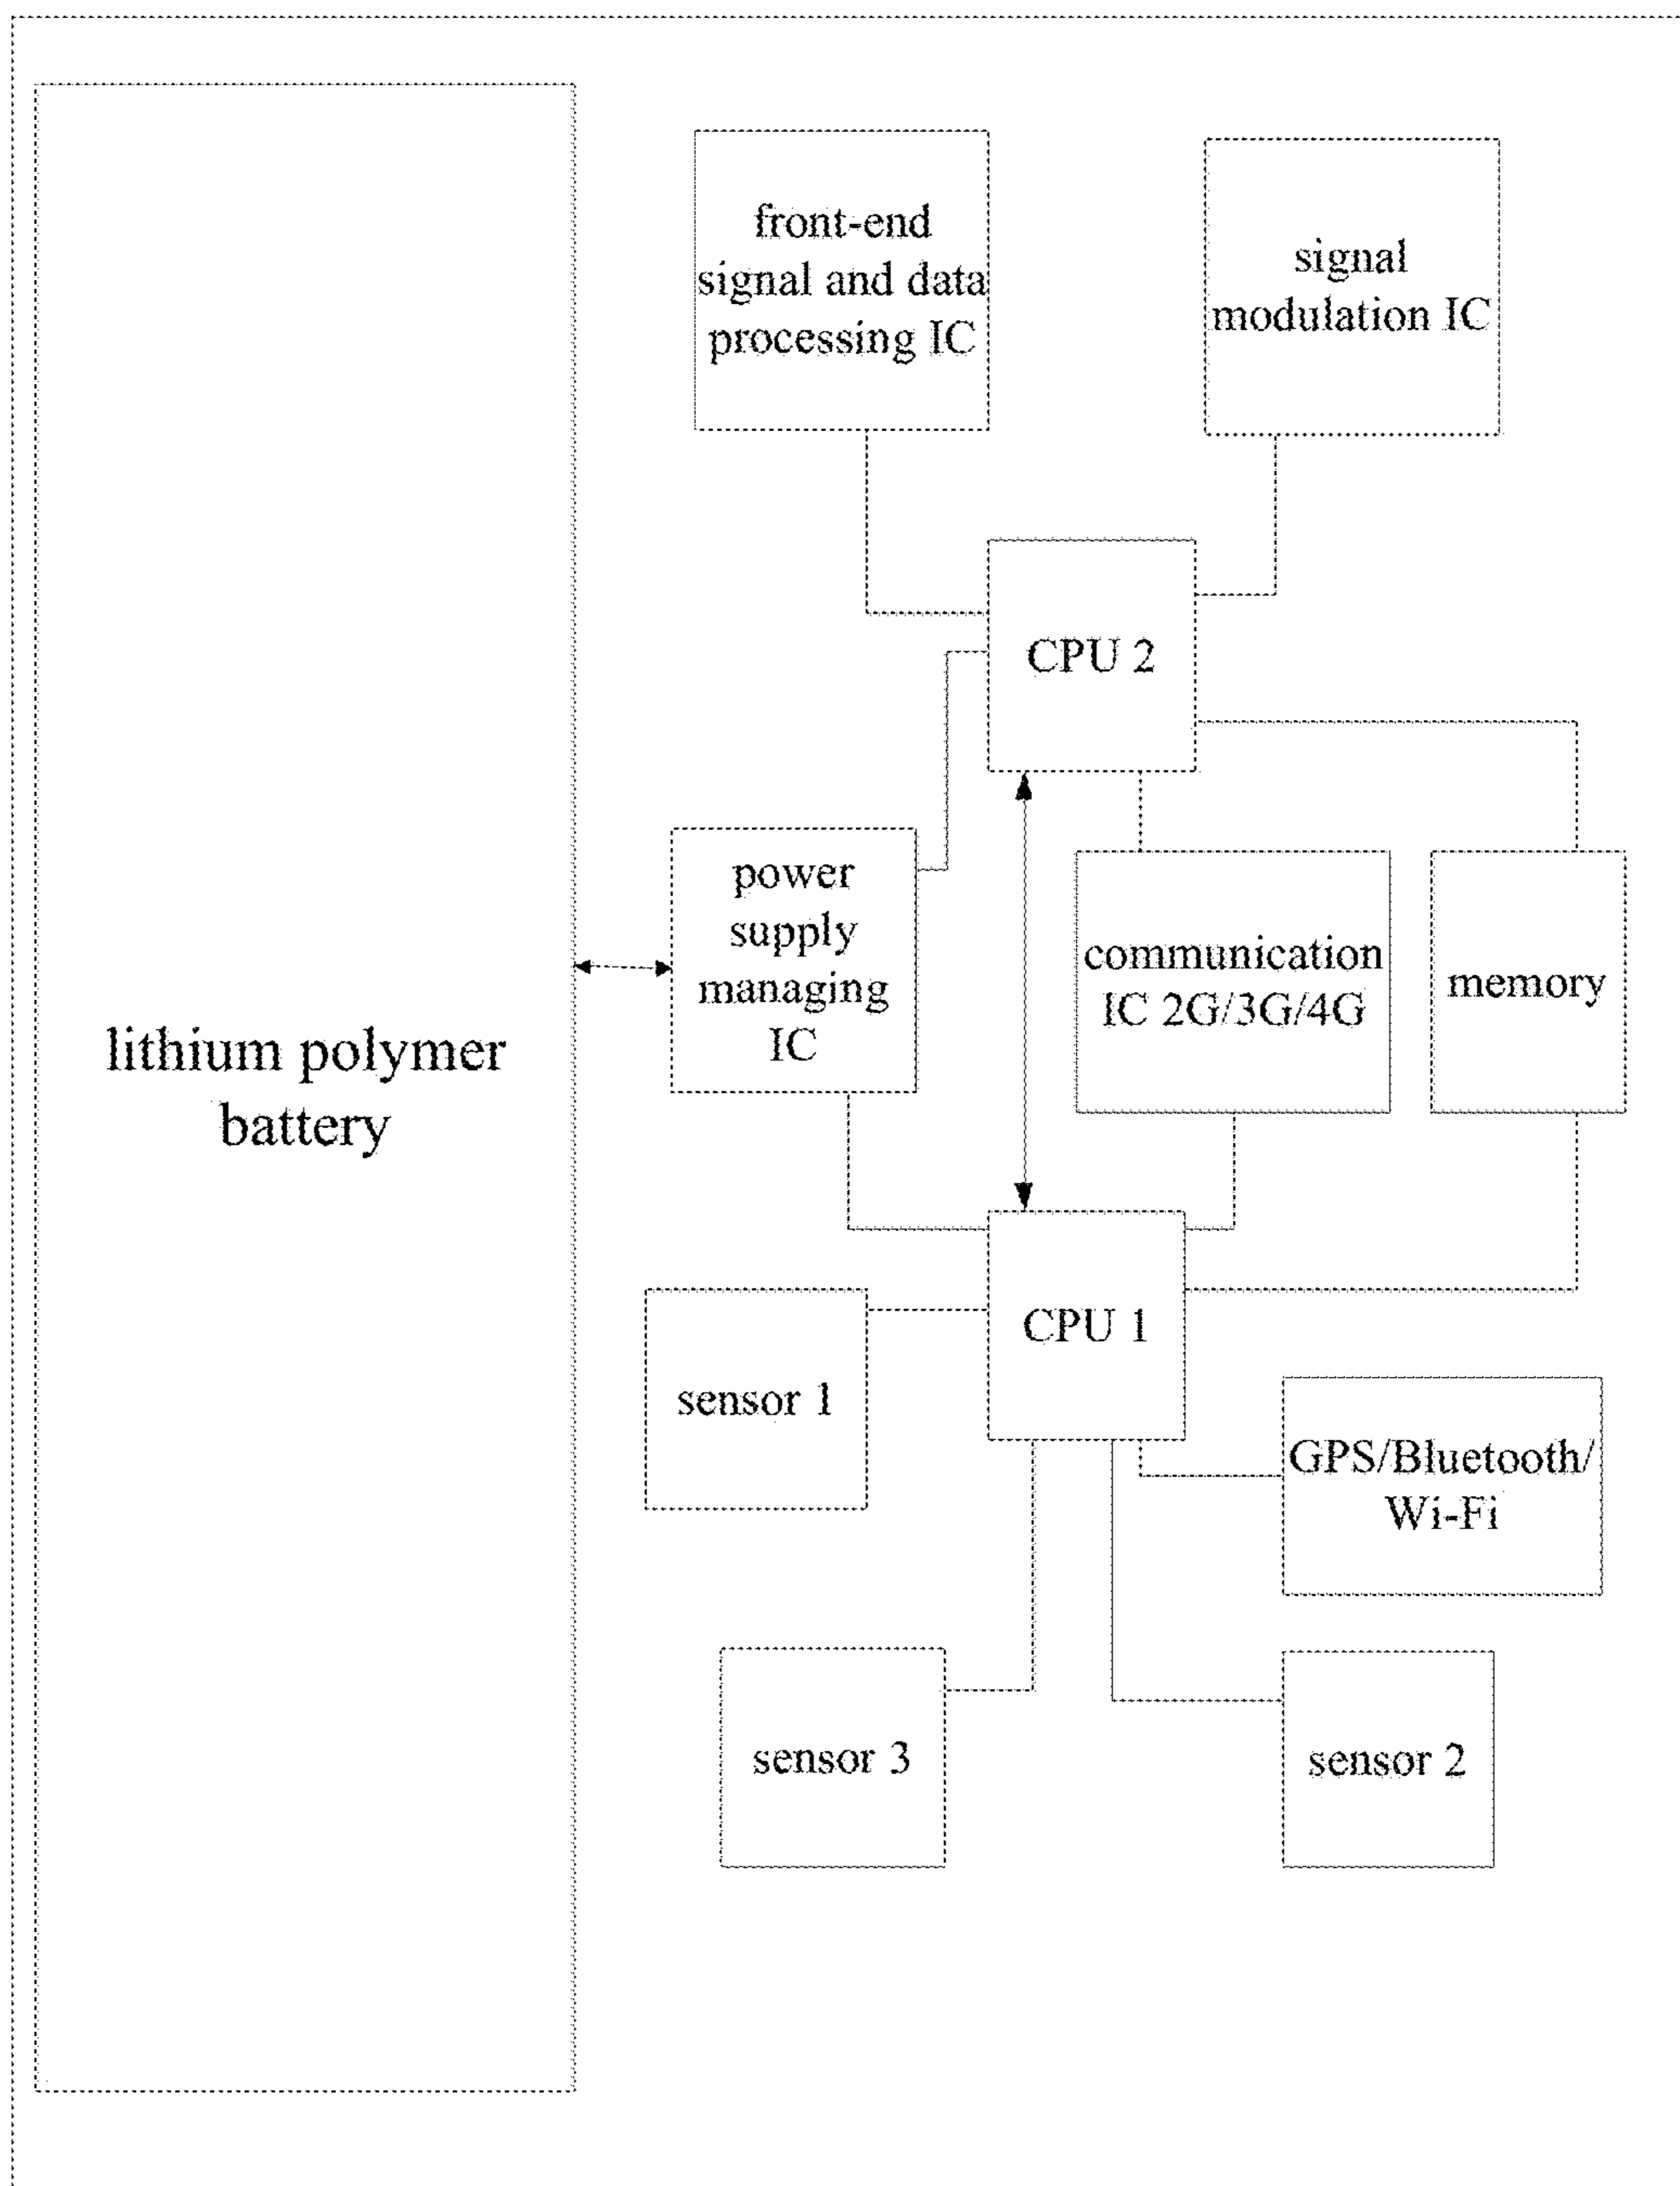 front-end
signal and data
processing IC
signal
modulation IC
CPU 2
power
supply
managing
IC
communication
IC 2G/3G/4G
memory
lithium polymer
battery
CPU 1
sensor 1
GPS/Bluetooth/
Wi-Fi
sensor 3
sensor 2